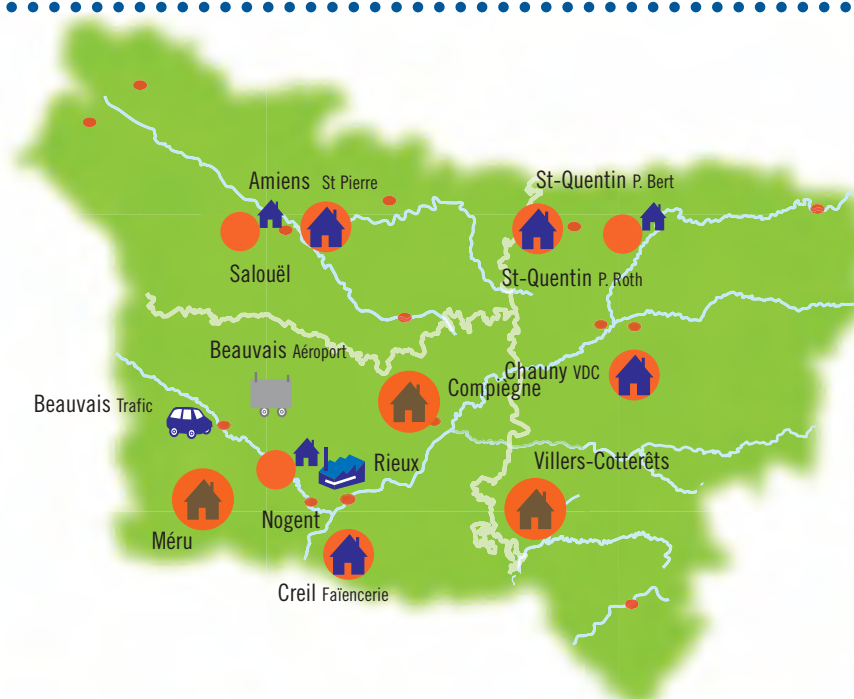 Amiens St Pierre
St-Quentin P. Bert
Salouël
St-Quentin P. Roth
Beauvais Aéroport
Chauny VDC
Compiègne
Beauvais Trafic
Villers-Cotterêts
Rieux
Nogent
Méru
Creil Faïencerie